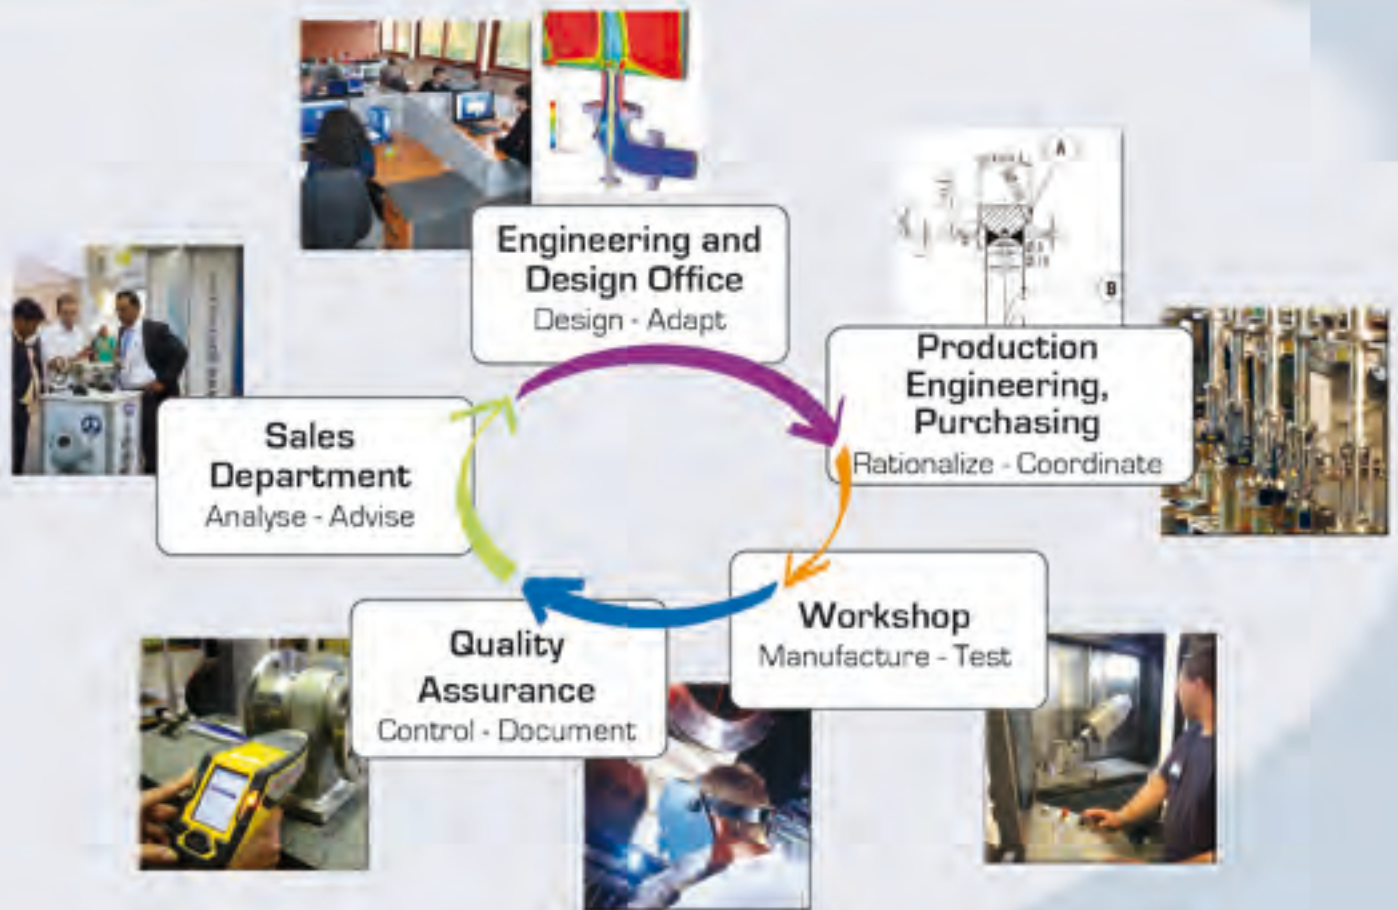 A
B
Engineering and
Design Office
Design - Adapt
Production
Engineering,
Purchasing
Rationalize - Coordinate
Sales
Department
Analyse - Advise
Workshop
Manufacture - Test
Quality
Assurance
Control - Document